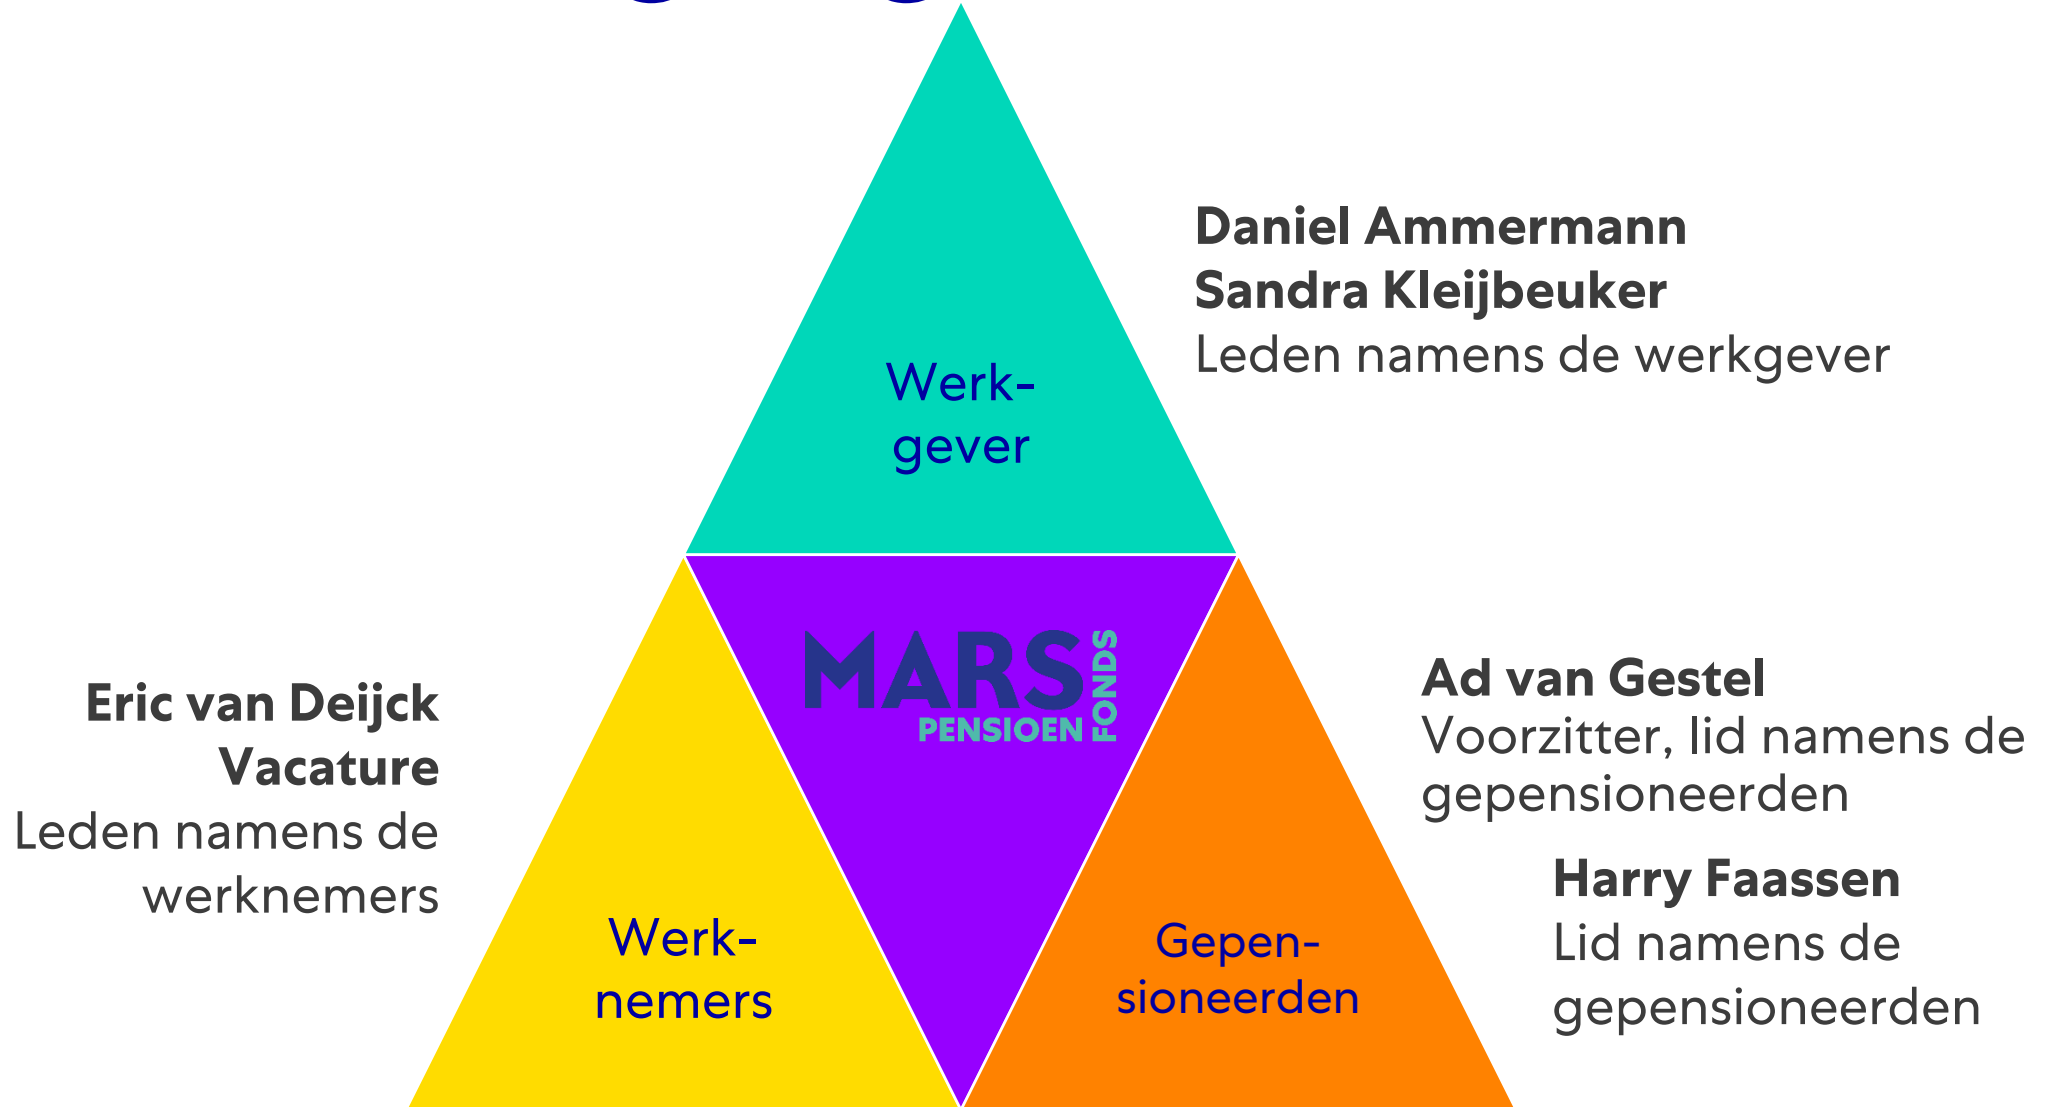 Daniel Ammermann
Sandra Kleijbeuker
Leden namens de werkgever
Werk-
gever
MARS
PENSIOEN
FONDS
Eric van Deijck
Vacature
Leden namens de
werknemers
Werk-
nemers
Ad van Gestel
Voorzitter, lid namens de
gepensioneerden
Harry Faassen
Lid namens de
gepensioneerden
Gepen-
sioneerden